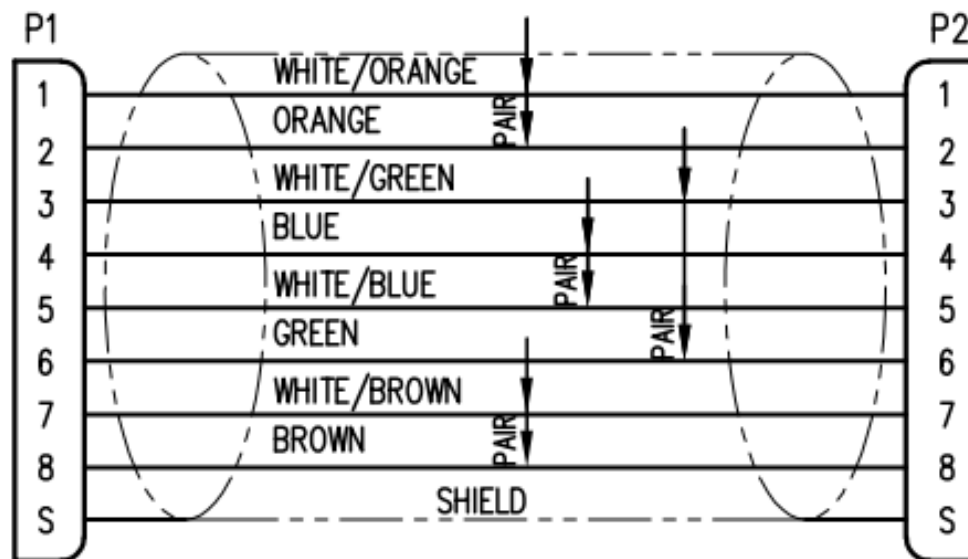 P1 P2
WHITE/ORANGE
1 1
ORANGE PAIR
2 2
WHITE/GREEN
3 3
BLUE
4 4
WHITE/BLUE PAIR
5 5
GREEN PAIR
6 6
WHITE/BROWN
7 7
BROWN PAIR
8 8
SHIELD
S S